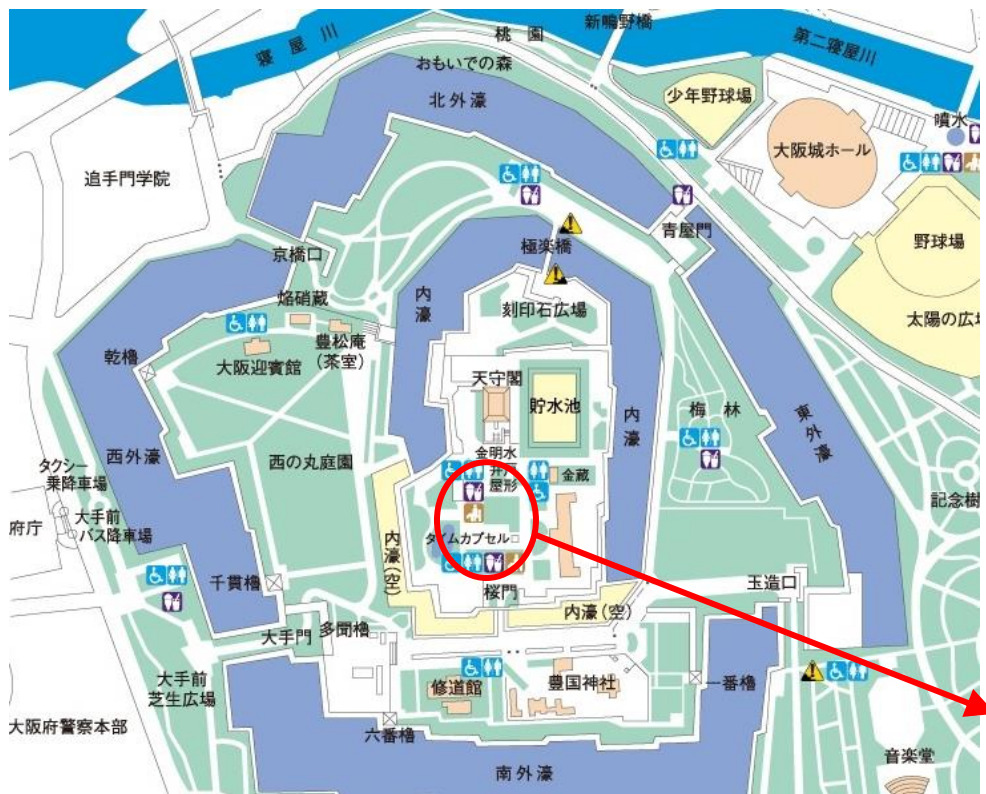 新鴫野橋
桃園
寝屋川
第二寝屋川
おもいでの森
北外濠
少年野球場
噴水
大阪城ホール
追手門学院
青屋門
極楽橋
京橋口
野球場
内濠
焔硝蔵
刻印石広場
太陽の広場
豊松庵
(茶室)
乾櫓
大阪迎賓館
天守閣
貯水池
内濠
梅林
東外濠
西外濠
西の丸庭園
金明水
井戸
屋形
金蔵
タクシー
乗降車場
記念樹
府庁
大手前
バス降車場
内濠(空)
タイムカプセル
千貫櫓
桜門
内濠(空)
玉造口
大手門
多聞櫓
大手前
芝生広場
修道館
豊国神社
一番櫓
大阪府警察本部
六番櫓
音楽堂
南外濠